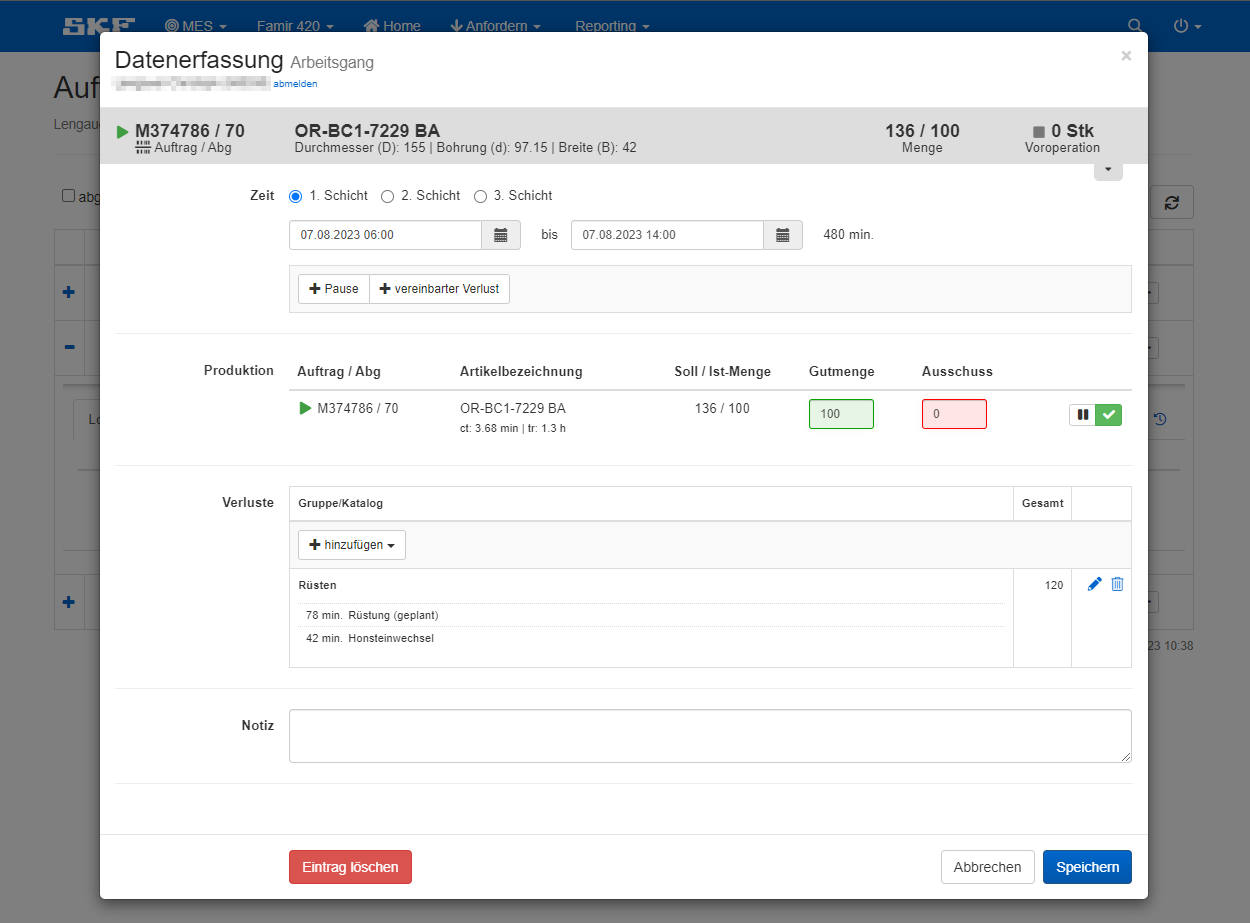 SKF MES Famir 420 Home Anfordern Reporting
Datenerfassung Arbeitsgang
abmelden
Auf
Lengau
M374786 / 70 OR-BC1-7229 BA 136 / 100 0 Stk
Auftrag / Abg Durchmesser (D): 155 | Bohrung (d): 97.15 | Breite (B): 42 Menge Voroperation
abg
Zeit 1. Schicht 2. Schicht 3. Schicht
07.08.2023 06:00 bis 07.08.2023 14:00 480 min.
Pause vereinbarter Verlust
Produktion Auftrag / Abg Artikelbezeichnung Soll / Ist-Menge Gutmenge Ausschuss
M374786 / 70 OR-BC1-7229 BA 136 / 100 100 0
ct: 3.68 min | tr: 1.3 h
Lo
Verluste Gruppe/Katalog Gesamt
hinzufügen
Rüsten 120
78 min. Rüstung (geplant)
42 min. Honsteinwechsel
23 10:38
Notiz
Eintrag löschen Abbrechen Speichern